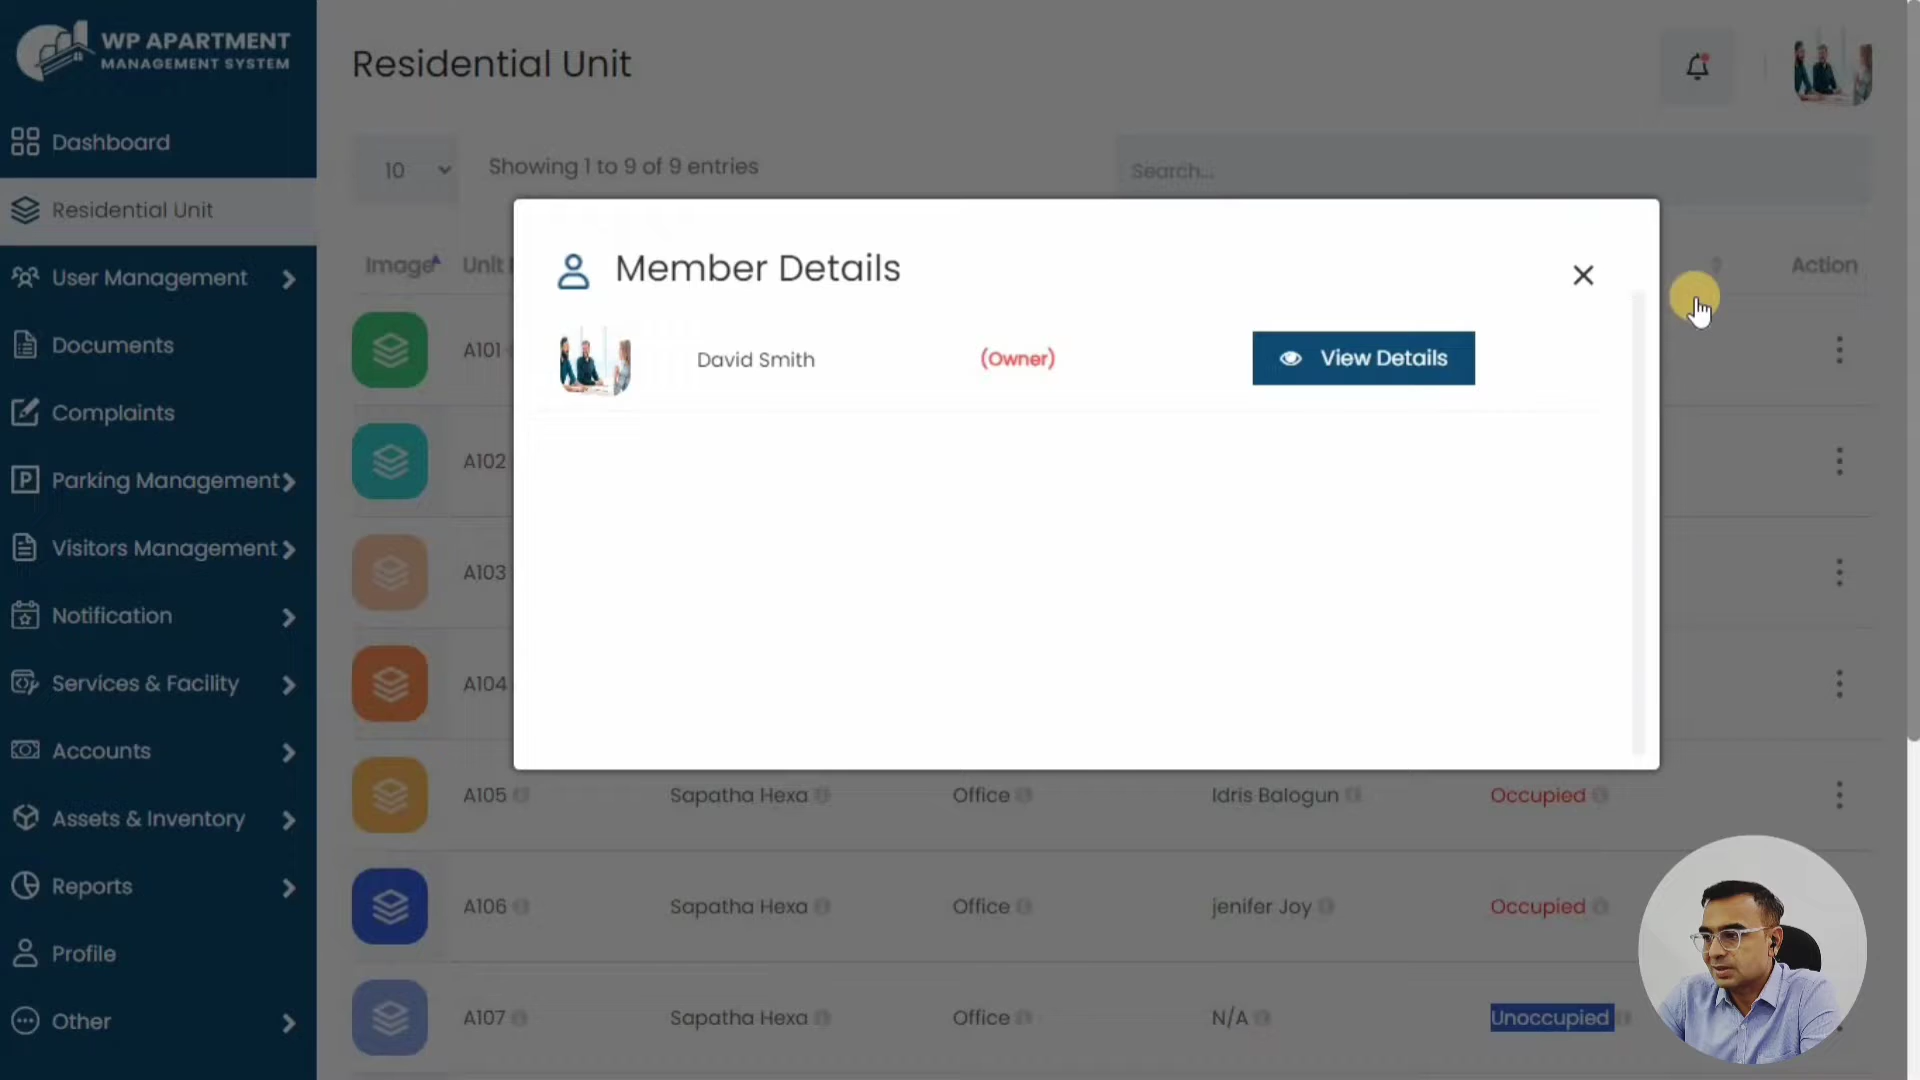 WP APARTMENT
MANAGEMENT SYSTEM
Dashboard
Residential Unit
User Management
Documents
Complaints
Parking Management
Visitors Management
Notification
Services & Facility
Accounts
Assets & Inventory
Reports
Profile
Other
Residential Unit
10
Showing 1 to 9 of 9 entries
Search...
Image
Unit
Action
Member Details
David Smith
(Owner)
View Details
A101
A102
A103
A104
A105
Sapatha Hexa
Office
Idris Balogun
Occupied
A106
Sapatha Hexa
Office
jenifer Joy
Occupied
A107
Sapatha Hexa
Office
N/A
Unoccupied